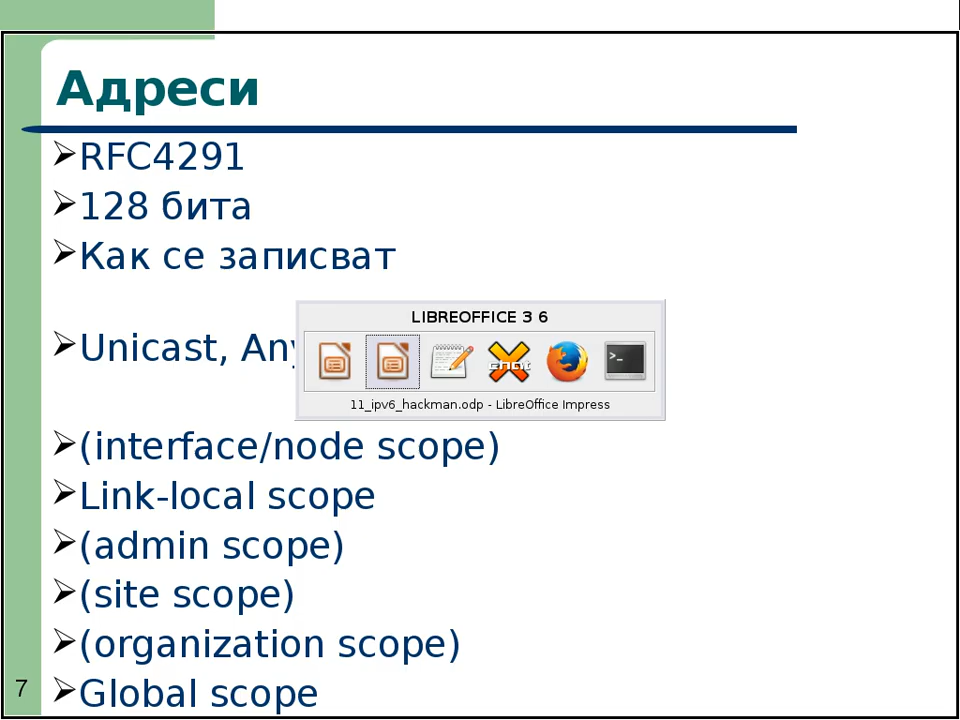 Адреси
RFC4291
128 бита
Как се записват
LIBREOFFICE 3 6
Unicast,
chat
>_
11_ipv6_hackman.odp - LibreOffice Impress
(interface/node scope)
Link-local scope
(admin scope)
(site scope)
(organization scope)
Global scope
7